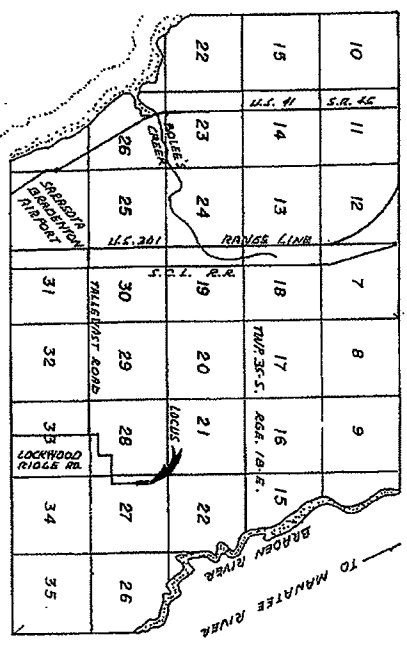 22 15 10
U.S. 41 S.R. 45
23 14 11
BOLEE'S
CREEK
26
25 24 13 12
SARASOTA
BRADENTON
AIRPORT
U.S. 301 RANGE LINE
S.C.L. R.R.
31 30 19 18 7
TALLEVAST ROAD
32 29 20 17 8
TWP. 35-S. RGE. 18-E.
33 28 21 16 9
LOCUS
LOCKWOOD
RIDGE RD.
34 27 22 15
35 26
BRADEN RIVER
TO MANATEE RIVER